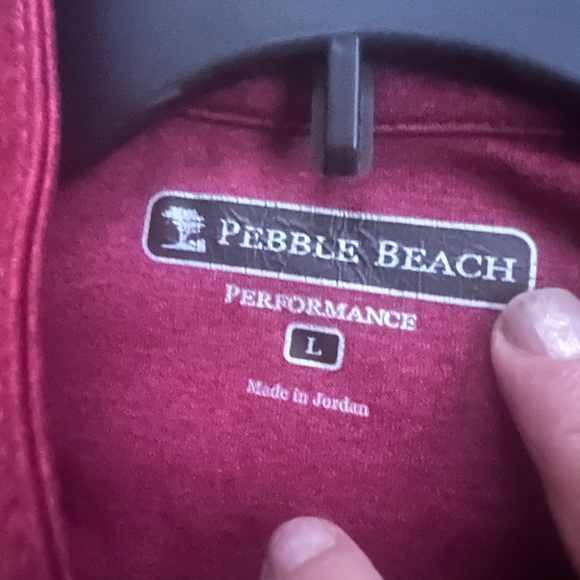 PEBBLE BEACH
PERFORMANCE
L
Made in Jordan